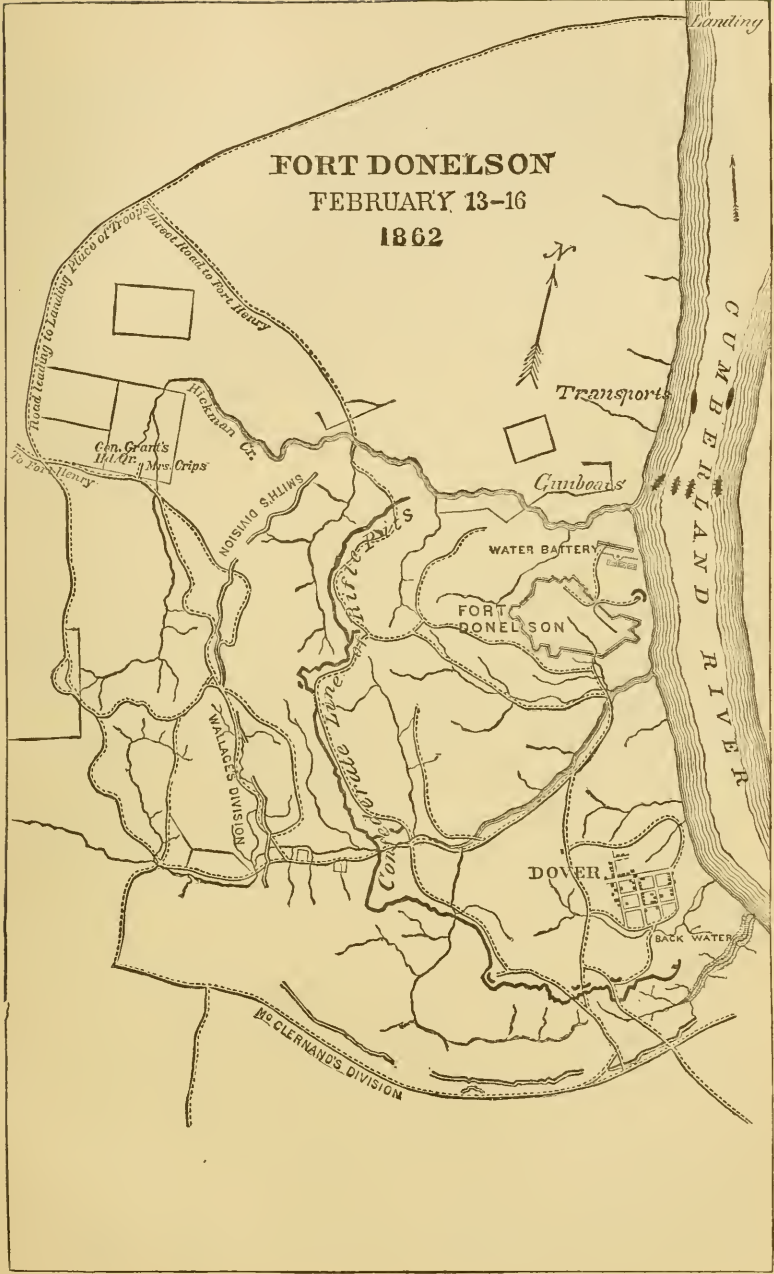 Landing
FORT DONELSON
FEBRUARY 13-16
1862
Road leading to Landing Place of Troops
Direct Road to Fort Henry
N
CUMBERLAND RIVER
Transports
Hickman Cr.
Gen. Grant's
Hd. Qr.
Mrs. Crips
To Fort Henry
Gunboats
SMITH'S DIVISION
WATER BATTERY
FORT
DONELSON
Confederate Line Rifle Pits
WALLACE'S DIVISION
DOVER
BACK WATER
Mc CLERNAND'S DIVISION